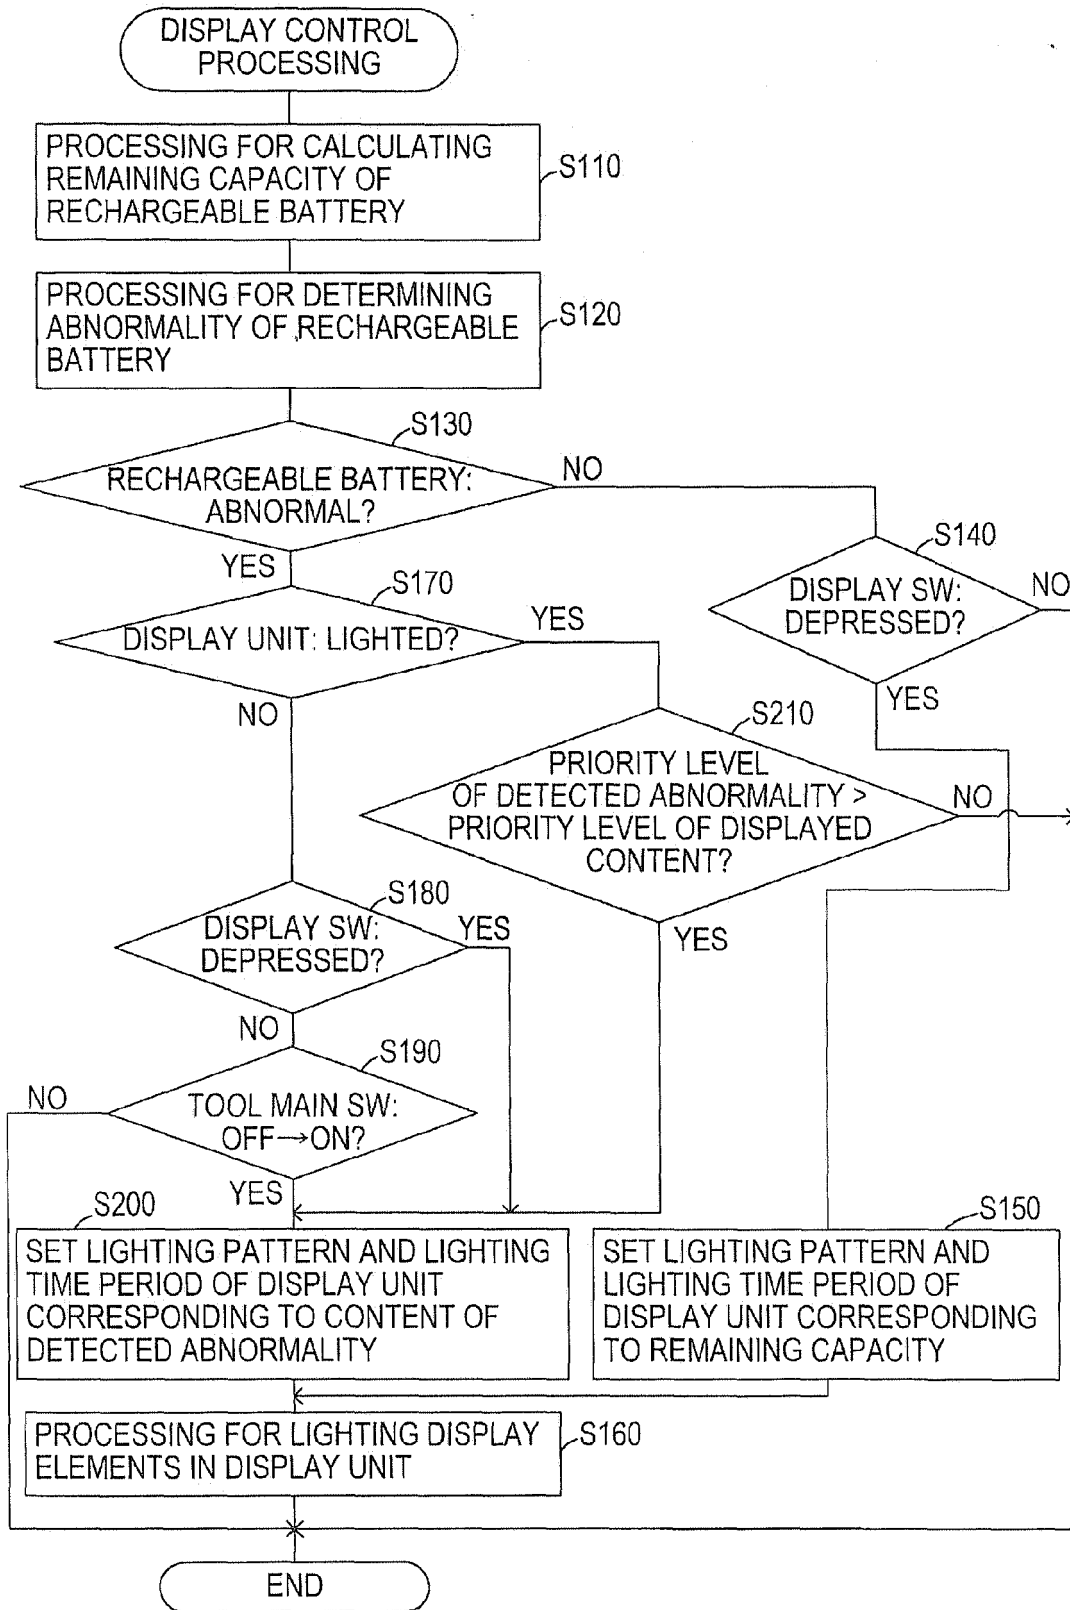 DISPLAY CONTROL
PROCESSING
PROCESSING FOR CALCULATING
REMAINING CAPACITY OF
RECHARGEABLE BATTERY
S110
PROCESSING FOR DETERMINING
ABNORMALITY OF RECHARGEABLE
BATTERY
S120
S130
RECHARGEABLE BATTERY:
ABNORMAL?
NO
YES
S140
DISPLAY SW:
DEPRESSED?
NO
YES
S170
DISPLAY UNIT: LIGHTED?
YES
NO
S210
PRIORITY LEVEL
OF DETECTED ABNORMALITY >
PRIORITY LEVEL OF DISPLAYED
CONTENT?
NO
YES
S180
DISPLAY SW:
DEPRESSED?
YES
NO
S190
TOOL MAIN SW:
OFF→ON?
NO
YES
S200
SET LIGHTING PATTERN AND LIGHTING
TIME PERIOD OF DISPLAY UNIT
CORRESPONDING TO CONTENT OF
DETECTED ABNORMALITY
S150
SET LIGHTING PATTERN AND
LIGHTING TIME PERIOD OF
DISPLAY UNIT CORRESPONDING
TO REMAINING CAPACITY
PROCESSING FOR LIGHTING DISPLAY
ELEMENTS IN DISPLAY UNIT
S160
END